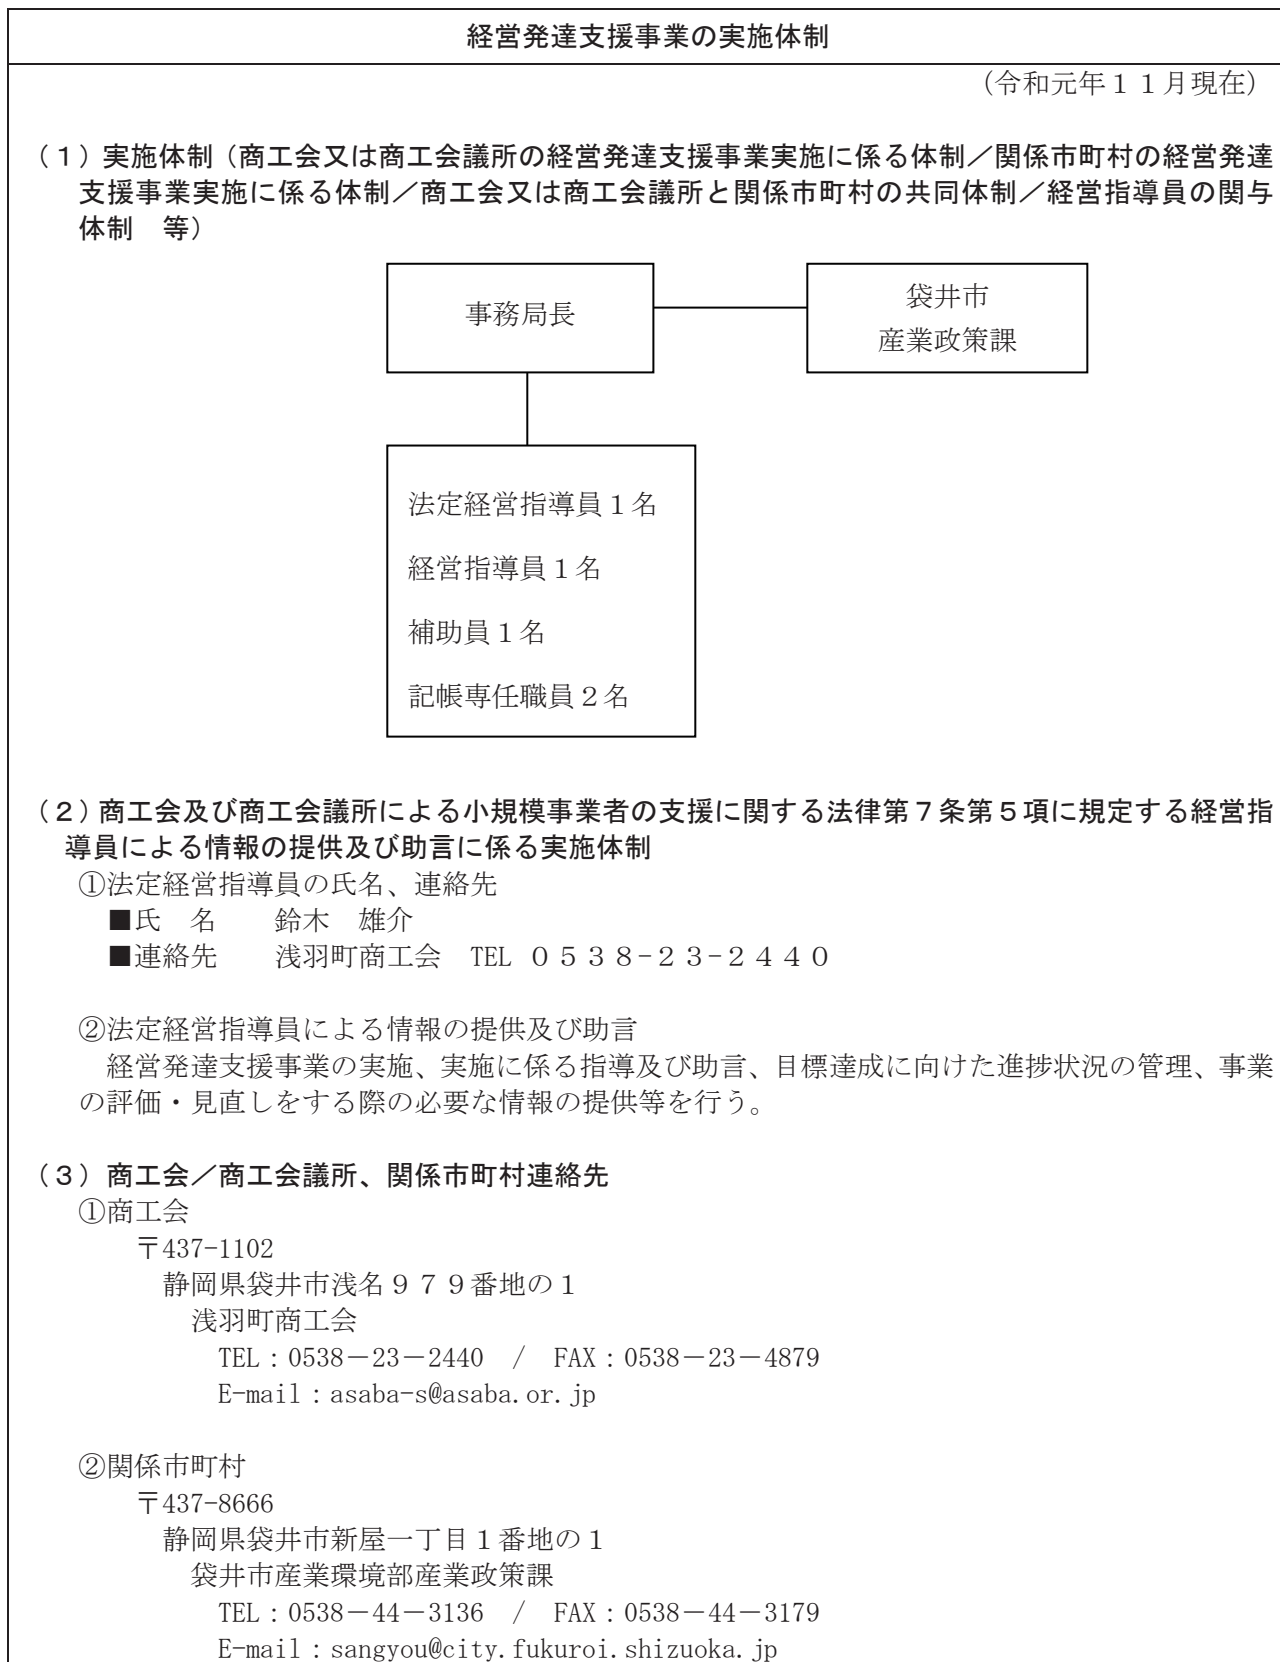 経営発達支援事業の実施体制
（令和元年１１月現在）
（１）実施体制（商工会又は商工会議所の経営発達支援事業実施に係る体制／関係市町村の経営発達
支援事業実施に係る体制／商工会又は商工会議所と関係市町村の共同体制／経営指導員の関与
体制　等）
事務局長
袋井市
産業政策課
法定経営指導員１名
経営指導員１名
補助員１名
記帳専任職員２名
（２）商工会及び商工会議所による小規模事業者の支援に関する法律第７条第５項に規定する経営指
導員による情報の提供及び助言に係る実施体制
①法定経営指導員の氏名、連絡先
■氏　名　　鈴木　雄介
■連絡先　　浅羽町商工会　TEL ０５３８-２３-２４４０
②法定経営指導員による情報の提供及び助言
経営発達支援事業の実施、実施に係る指導及び助言、目標達成に向けた進捗状況の管理、事業
の評価・見直しをする際の必要な情報の提供等を行う。
（３）商工会／商工会議所、関係市町村連絡先
①商工会
〒437-1102
静岡県袋井市浅名９７９番地の１
浅羽町商工会
TEL：0538－23－2440　/　FAX：0538－23－4879
E-mail：asaba-s@asaba.or.jp
②関係市町村
〒437-8666
静岡県袋井市新屋一丁目１番地の１
袋井市産業環境部産業政策課
TEL：0538－44－3136　/　FAX：0538－44－3179
E-mail：sangyou@city.fukuroi.shizuoka.jp